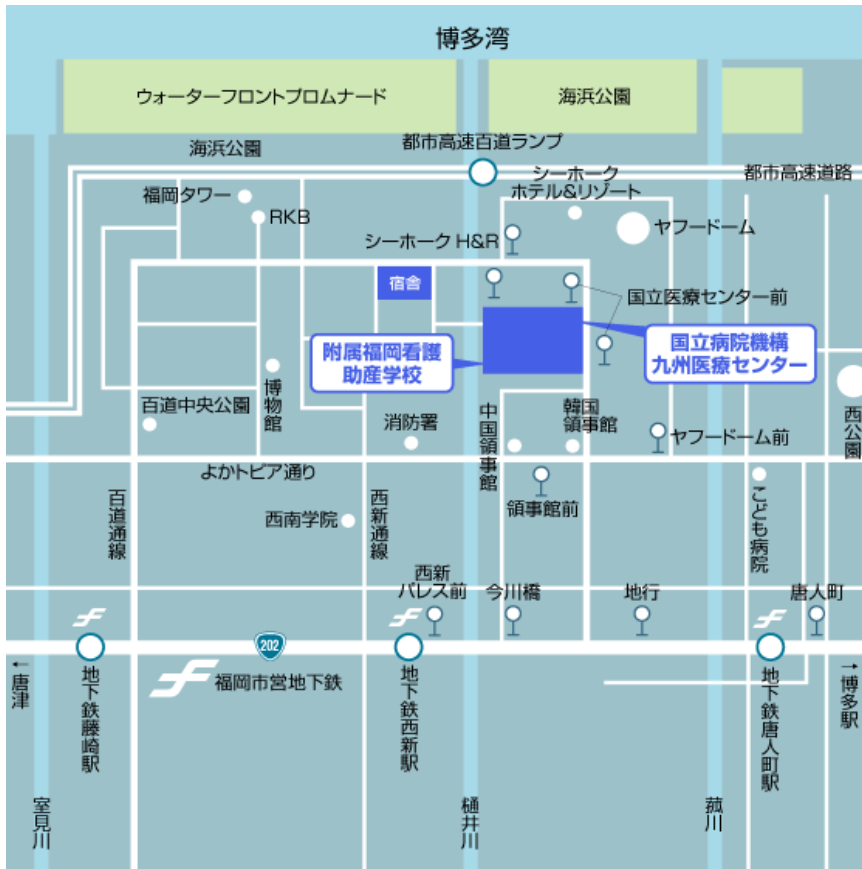 博多湾
ウォーターフロントプロムナード
海浜公園
海浜公園
都市高速百道ランプ
都市高速道路
シーホーク
ホテル&リゾート
福岡タワー
RKB
シーホークH&R
ヤフードーム
宿舎
国立医療センター前
附属福岡看護
助産学校
国立病院機構
九州医療センター
博物館
百道中央公園
消防署
中国領事館
韓国
領事館
ヤフードーム前
西公園
よかトピア通り
百道通線
西南学院
西新通線
領事館前
こども病院
西新
パレス前
今川橋
地行
唐人町
202
←唐津
地下鉄藤崎駅
福岡市営地下鉄
地下鉄西新駅
地下鉄唐人町駅
→博多駅
室見川
樋井川
菰川